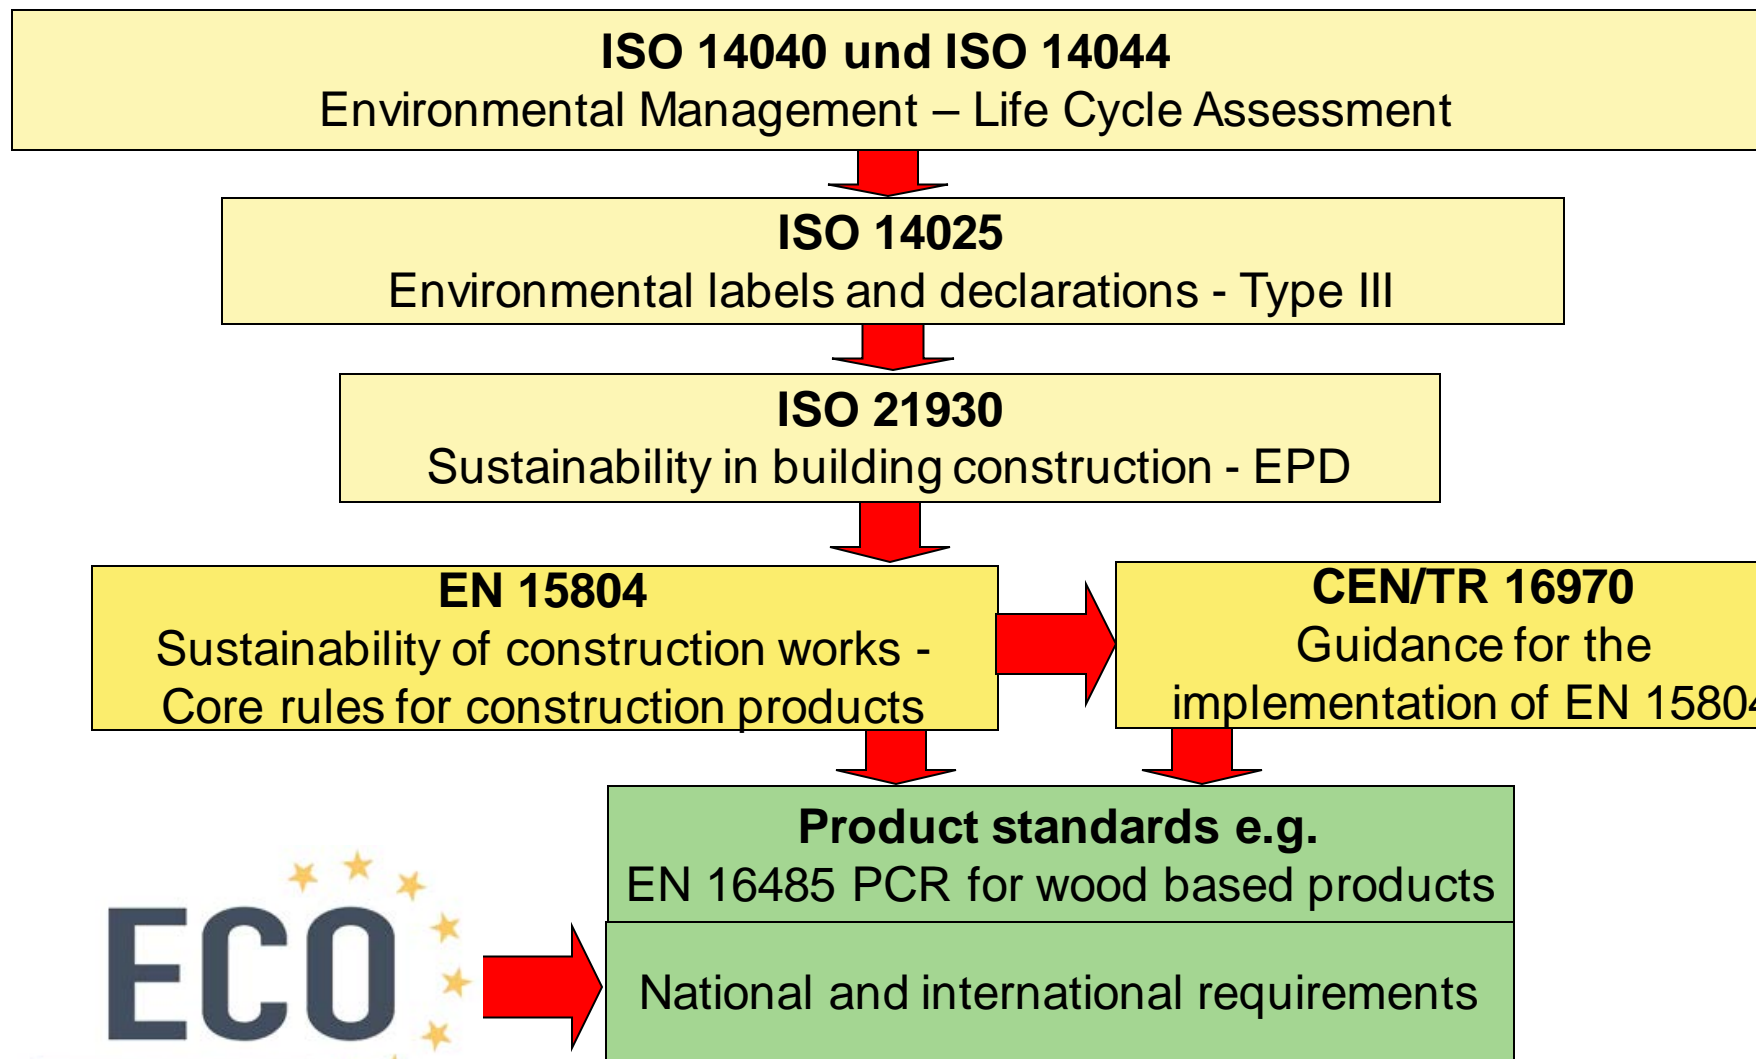 ISO 14040 und ISO 14044
Environmental Management – Life Cycle Assessment
ISO 14025
Environmental labels and declarations - Type III
ISO 21930
Sustainability in building construction - EPD
EN 15804
Sustainability of construction works -
Core rules for construction products
CEN/TR 16970
Guidance for the
implementation of EN 15804
Product standards e.g.
EN 16485 PCR for wood based products
National and international requirements
ECO